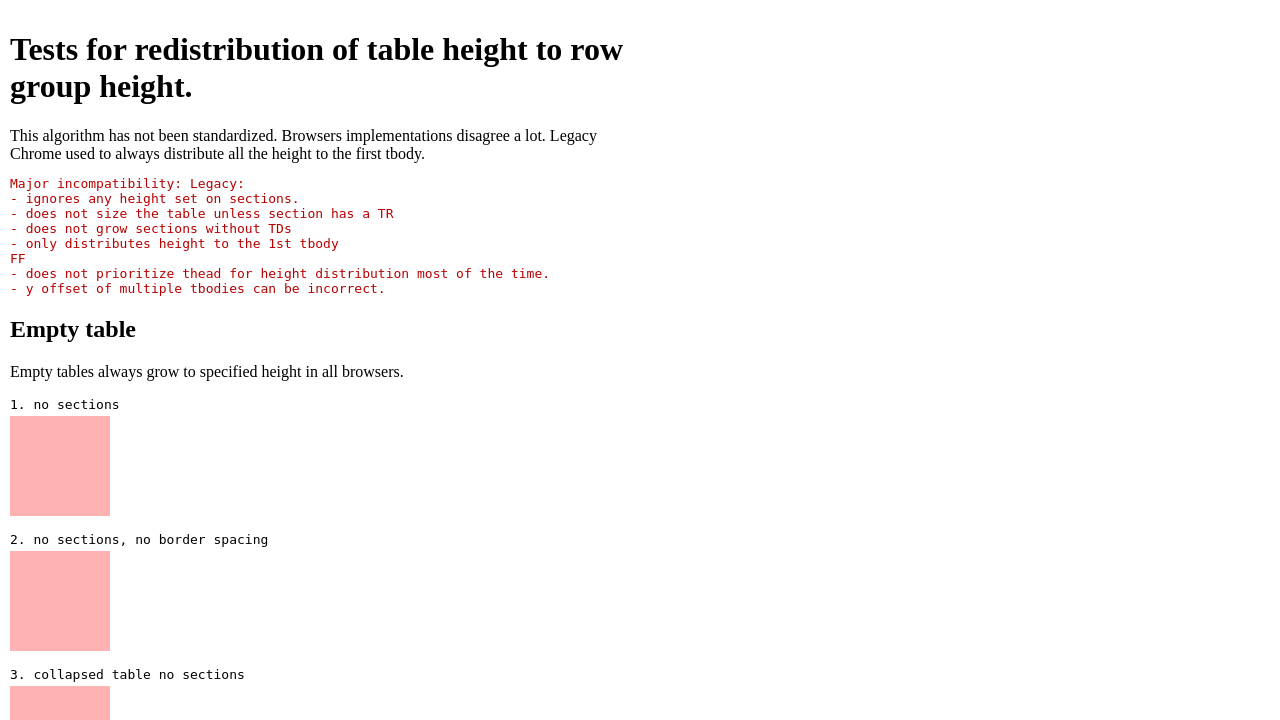 Tests for redistribution of table height to row
group height.
This algorithm has not been standardized. Browsers implementations disagree a lot. Legacy
Chrome used to always distribute all the height to the first tbody.
Major incompatibility: Legacy:
- ignores any height set on sections.
- does not size the table unless section has a TR
- does not grow sections without TDs
- only distributes height to the 1st tbody
FF
- does not prioritize thead for height distribution most of the time.
- y offset of multiple tbodies can be incorrect.
Empty table
Empty tables always grow to specified height in all browsers.
1. no sections
2. no sections, no border spacing
3. collapsed table no sections